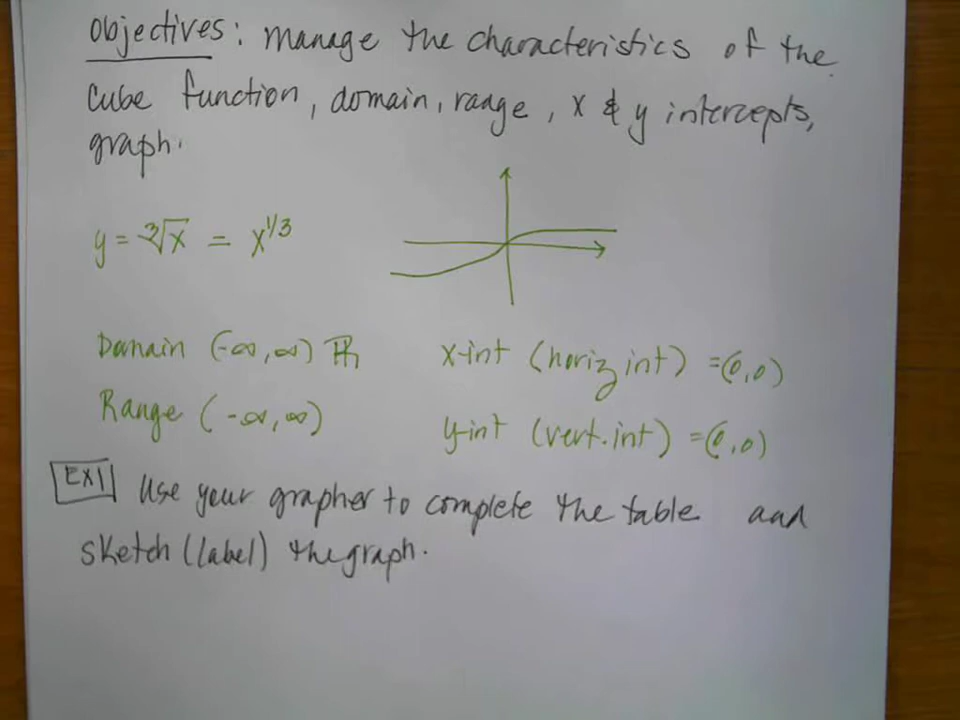 Objectives: manage the characteristics of the
Cube function, domain, range, x & y intercepts,
graph.
y = ∛x = x^1/3
Domain (-∞,∞) ℝ
x-int (horiz int) = (0,0)
Range (-∞,∞)
y-int (vert. int) = (0,0)
EX1 Use your grapher to complete the table and
sketch (label) the graph.